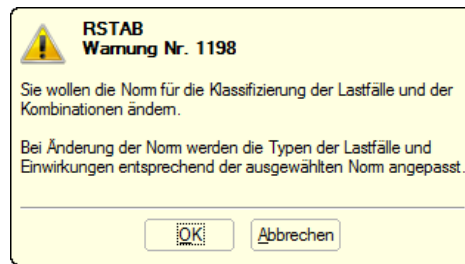 RSTAB
Warnung Nr. 1198
Sie wollen die Norm für die Klassifizierung der Lastfälle und der
Kombinationen ändern.
Bei Änderung der Norm werden die Typen der Lastfälle und
Einwirkungen entsprechend der ausgewählten Norm angepasst.
OK
Abbrechen